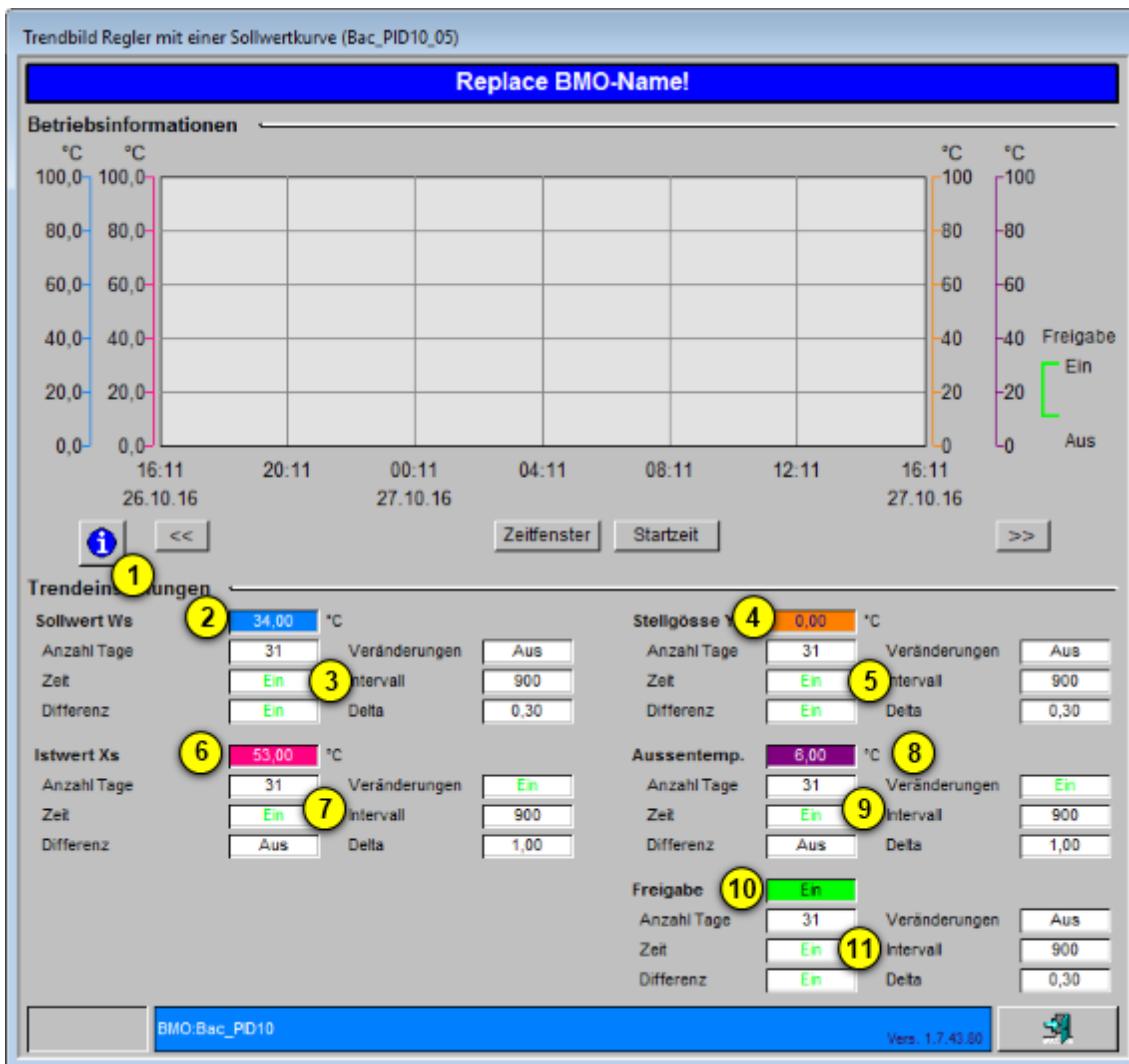 Trendbild Regler mit einer Sollwertkurve (Bac_PID10_05)
Replace BMO-Name!
Betriebsinformationen
°C °C °C °C
100,0 100,0 100 100
80,0 80,0 80 80
60,0 60,0 60 60
40,0 40,0 40 40 Freigabe
Ein
20,0 20,0 20 20
0,0 0,0 0 0 Aus
16:11 20:11 00:11 04:11 08:11 12:11 16:11
26.10.16 27.10.16 27.10.16
i << Zeitfenster Startzeit >>
1
Trendein ungen
Sollwert Ws 2 34,00 °C Stellgösse Y 4 0,00 °C
Anzahl Tage 31 Veränderungen Aus Anzahl Tage 31 Veränderungen Aus
Zeit Ein 3 Intervall 900 Zeit Ein 5 Intervall 900
Differenz Ein Delta 0,30 Differenz Ein Delta 0,30
Istwert Xs 6 53,00 °C Aussentemp. 6,00 °C 8
Anzahl Tage 31 Veränderungen Ein Anzahl Tage 31 Veränderungen Ein
Zeit Ein 7 Intervall 900 Zeit Ein 9 Intervall 900
Differenz Aus Delta 1,00 Differenz Aus Delta 1,00
Freigabe 10 Ein
Anzahl Tage 31 Veränderungen Aus
Zeit Ein 11 Intervall 900
Differenz Ein Delta 0,30
BMO:Bac_PID10 Vers. 1.7.43.80